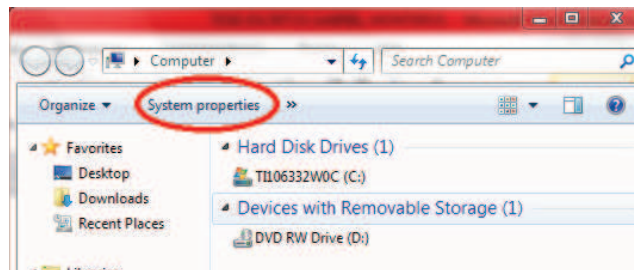 Computer
Search Computer
Organize
System properties
»
Favorites
Desktop
Downloads
Recent Places
Hard Disk Drives (1)
TI106332W0C (C:)
Devices with Removable Storage (1)
DVD RW Drive (D:)